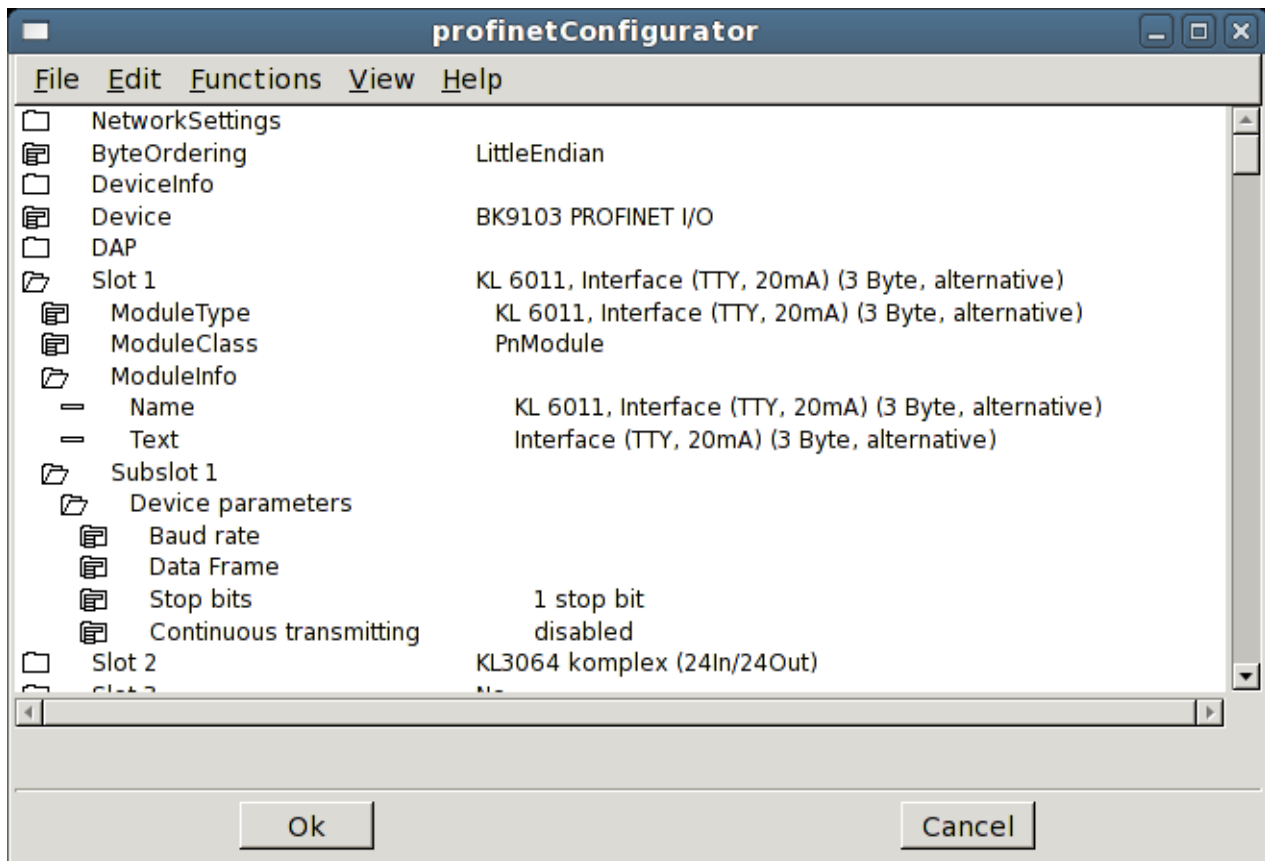 profinetConfigurator
File Edit Functions View Help
NetworkSettings
ByteOrdering LittleEndian
DeviceInfo
Device BK9103 PROFINET I/O
DAP
Slot 1 KL 6011, Interface (TTY, 20mA) (3 Byte, alternative)
ModuleType KL 6011, Interface (TTY, 20mA) (3 Byte, alternative)
ModuleClass PnModule
ModuleInfo
Name KL 6011, Interface (TTY, 20mA) (3 Byte, alternative)
Text Interface (TTY, 20mA) (3 Byte, alternative)
Subslot 1
Device parameters
Baud rate
Data Frame
Stop bits 1 stop bit
Continuous transmitting disabled
Slot 2 KL3064 komplex (24In/24Out)
Ok Cancel